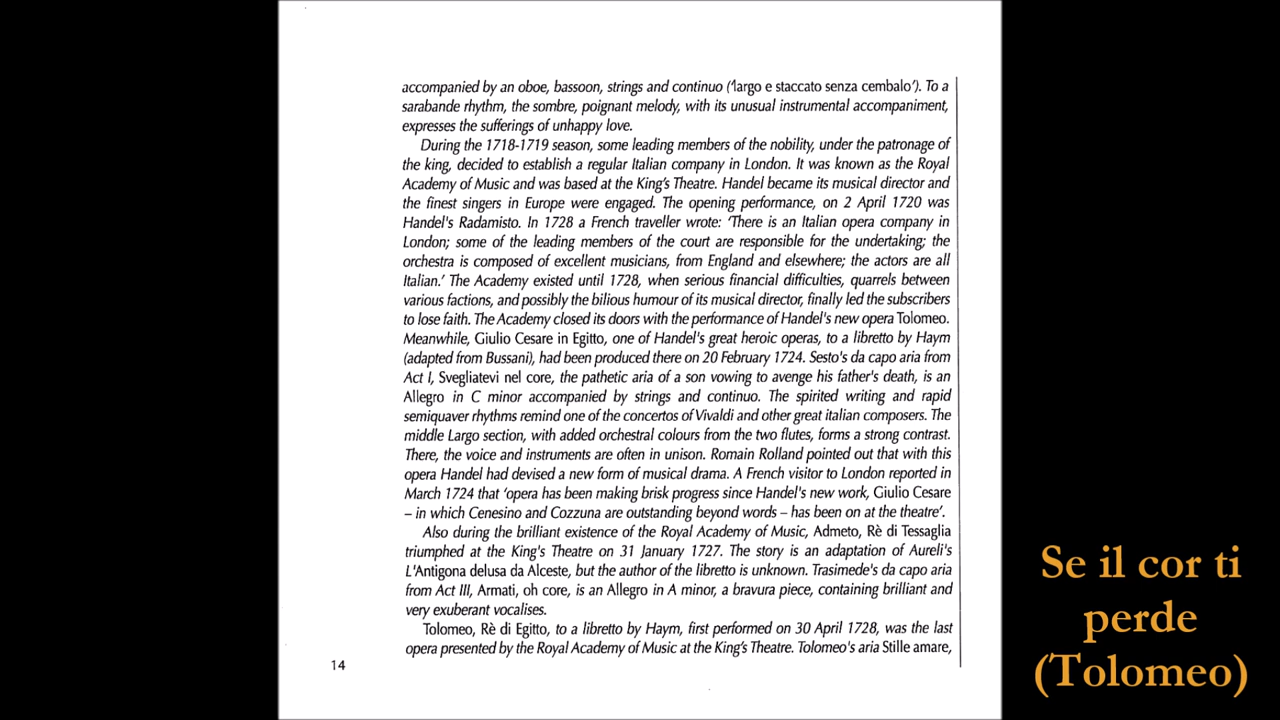 accompanied by an oboe, bassoon, strings and continuo ('largo e staccato senza cembalo'). To a
sarabande rhythm, the sombre, poignant melody, with its unusual instrumental accompaniment,
expresses the sufferings of unhappy love.
During the 1718-1719 season, some leading members of the nobility, under the patronage of
the king, decided to establish a regular Italian company in London. It was known as the Royal
Academy of Music and was based at the King's Theatre. Handel became its musical director and
the finest singers in Europe were engaged. The opening performance, on 2 April 1720 was
Handel's Radamisto. In 1728 a French traveller wrote: 'There is an Italian opera company in
London; some of the leading members of the court are responsible for the undertaking; the
orchestra is composed of excellent musicians, from England and elsewhere; the actors are all
Italian.' The Academy existed until 1728, when serious financial difficulties, quarrels between
various factions, and possibly the bilious humour of its musical director, finally led the subscribers
to lose faith. The Academy closed its doors with the performance of Handel's new opera Tolomeo.
Meanwhile, Giulio Cesare in Egitto, one of Handel's great heroic operas, to a libretto by Haym
(adapted from Bussani), had been produced there on 20 February 1724. Sesto's da capo aria from
Act I, Svegliatevi nel core, the pathetic aria of a son vowing to avenge his father's death, is an
Allegro in C minor accompanied by strings and continuo. The spirited writing and rapid
semiquaver rhythms remind one of the concertos of Vivaldi and other great italian composers. The
middle Largo section, with added orchestral colours from the two flutes, forms a strong contrast.
There, the voice and instruments are often in unison. Romain Rolland pointed out that with this
opera Handel had devised a new form of musical drama. A French visitor to London reported in
March 1724 that 'opera has been making brisk progress since Handel's new work, Giulio Cesare
– in which Cenesino and Cozzuna are outstanding beyond words – has been on at the theatre'.
Also during the brilliant existence of the Royal Academy of Music, Admeto, Rè di Tessaglia
triumphed at the King's Theatre on 31 January 1727. The story is an adaptation of Aureli's
L'Antigona delusa da Alceste, but the author of the libretto is unknown. Trasimede's da capo aria
from Act III, Armati, oh core, is an Allegro in A minor, a bravura piece, containing brilliant and
very exuberant vocalises.
Tolomeo, Rè di Egitto, to a libretto by Haym, first performed on 30 April 1728, was the last
opera presented by the Royal Academy of Music at the King's Theatre. Tolomeo's aria Stille amare,
14
Se il cor ti
perde
(Tolomeo)